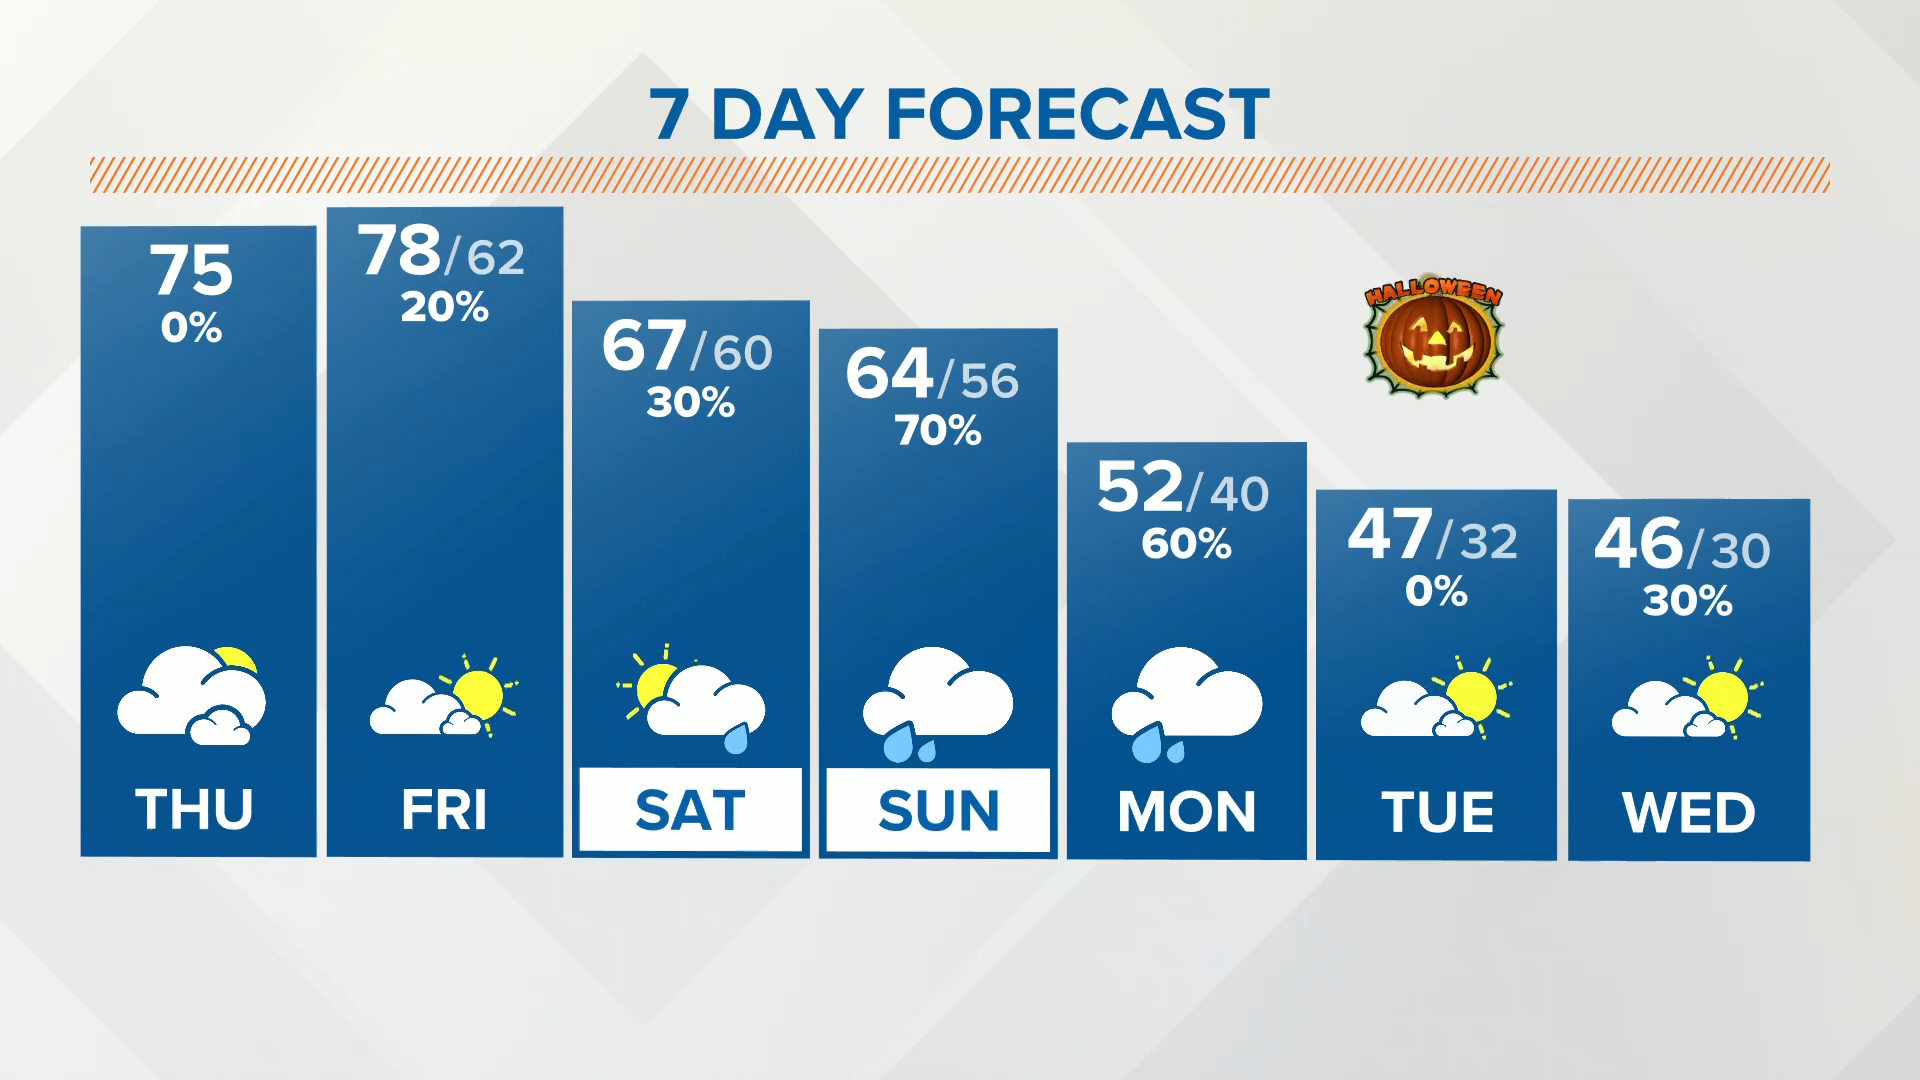 7 DAY FORECAST
75
0%
THU
78/62
20%
FRI
67/60
30%
SAT
64/56
70%
SUN
52/40
60%
MON
HALLOWEEN
47/32
0%
TUE
46/30
30%
WED